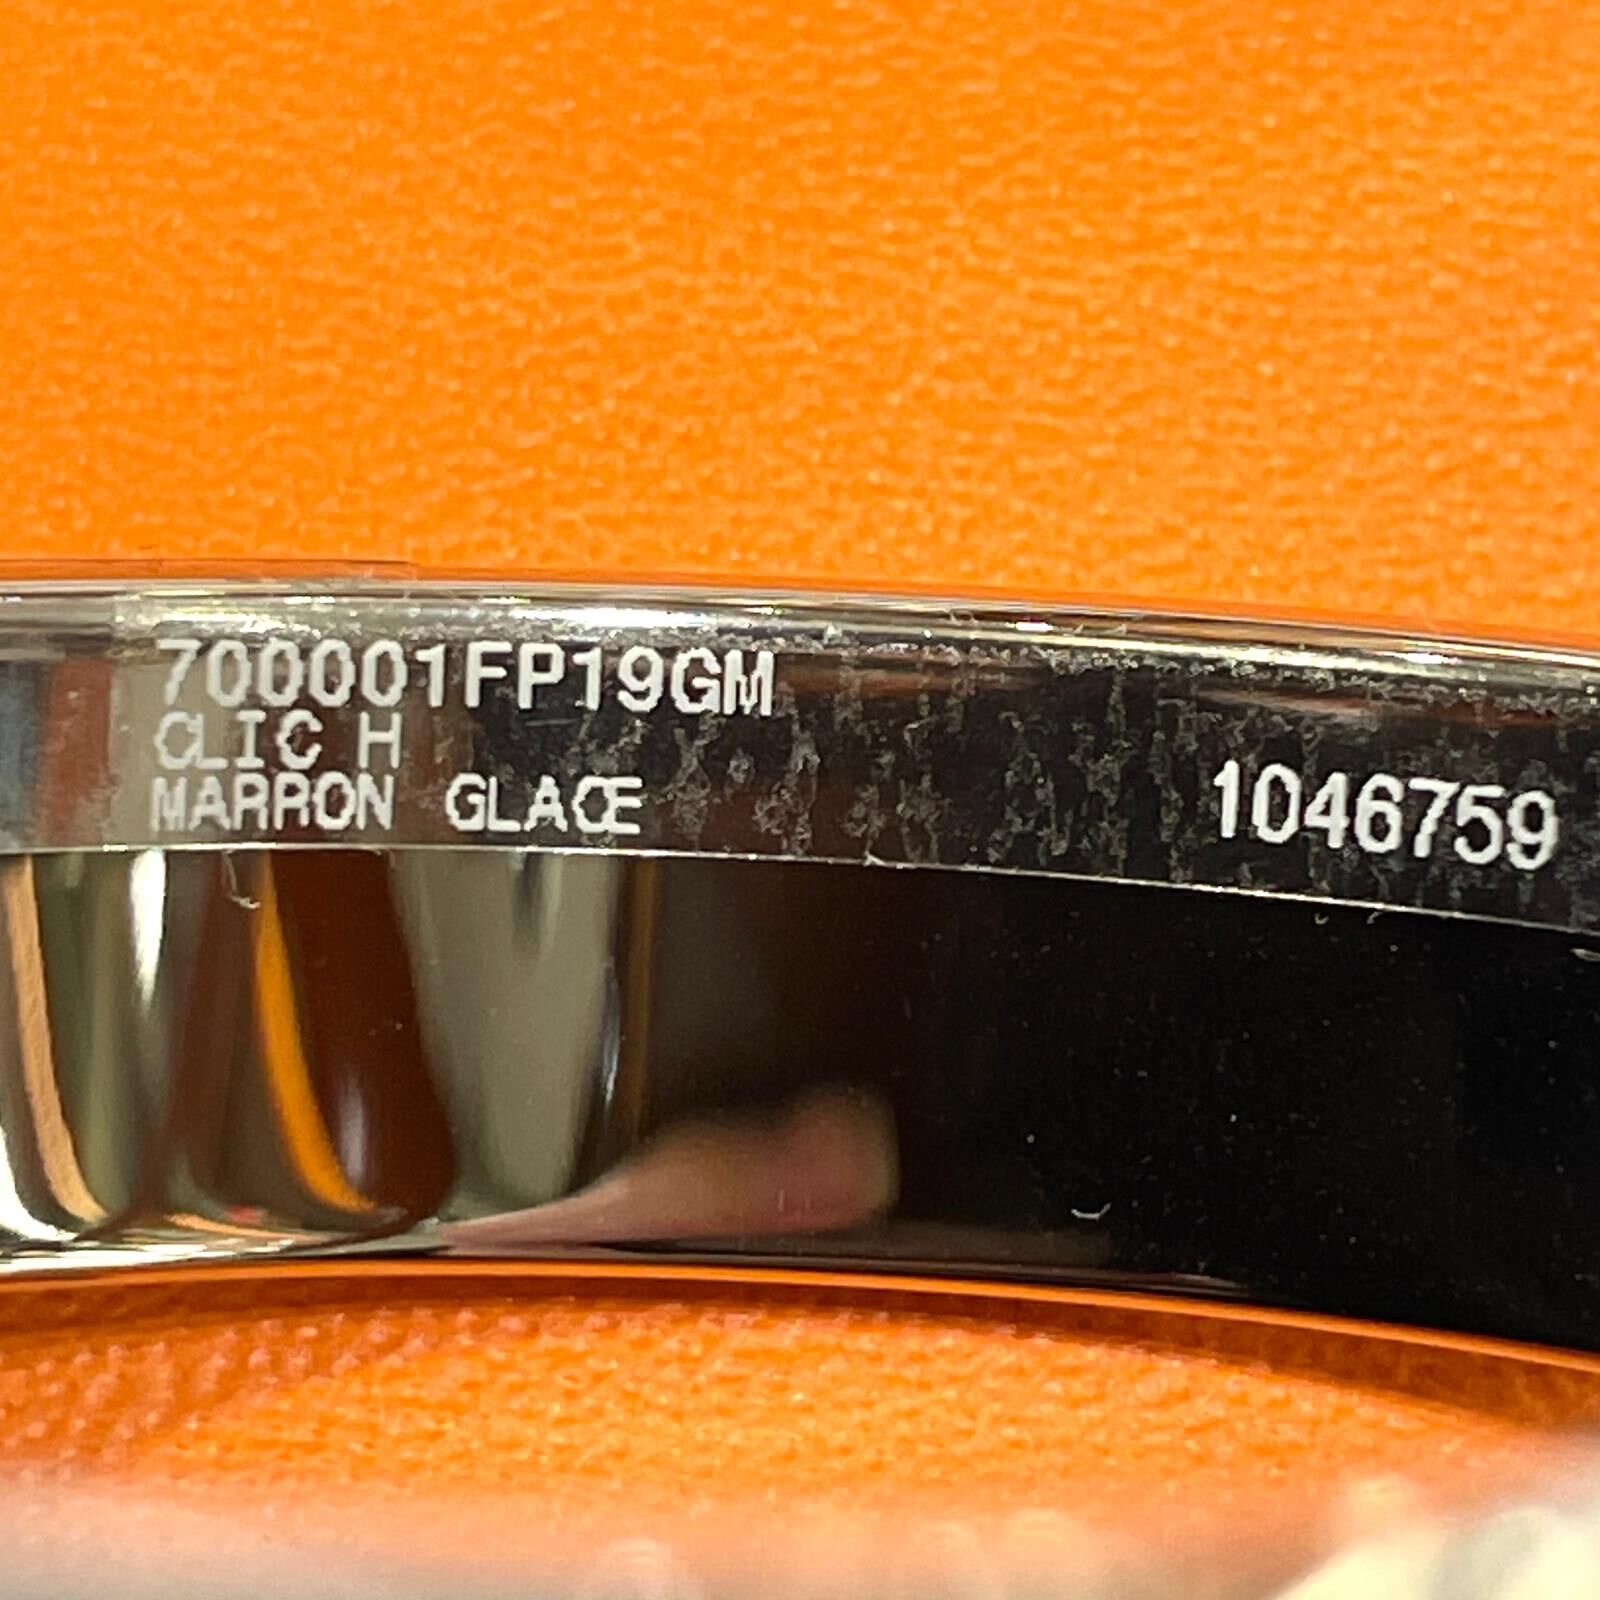 700001FP19GM
CLIC H
MARRON GLACE
1046759